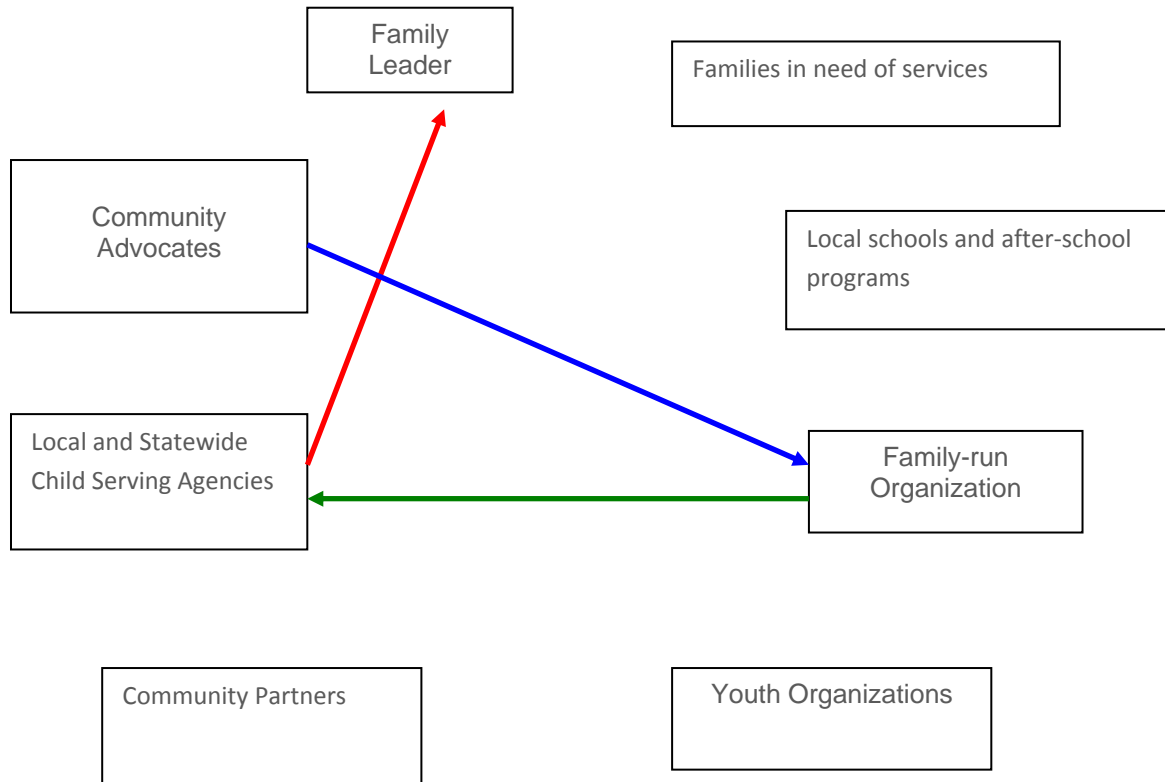 Family
Leader
Families in need of services
Community
Advocates
Local schools and after-school
programs
Local and Statewide
Child Serving Agencies
Family-run
Organization
Community Partners
Youth Organizations